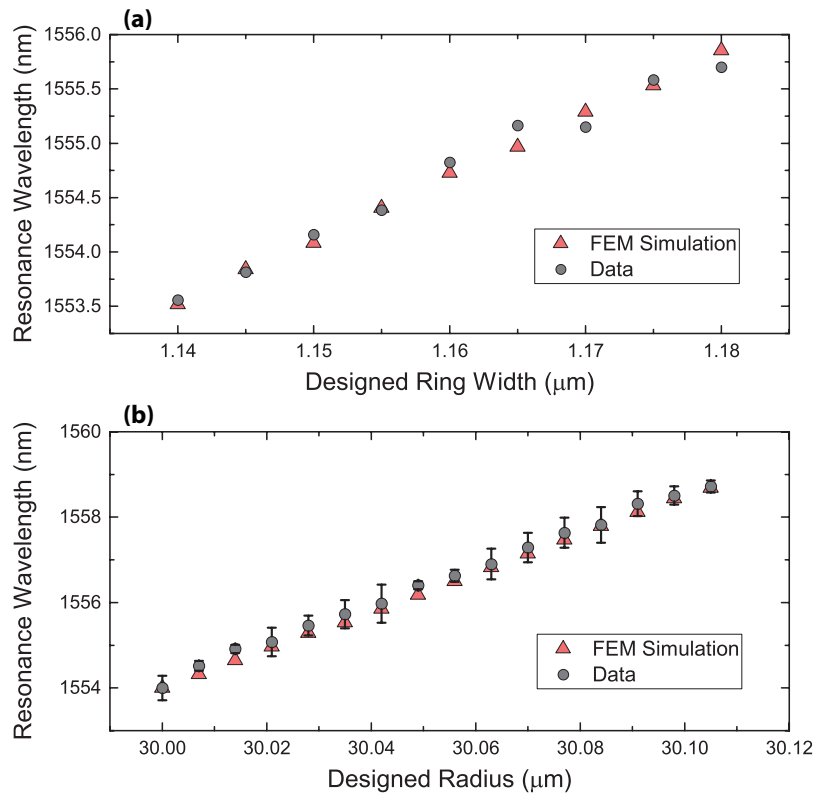 (a)
Resonance Wavelength (nm)
1556.0
1555.5
1555.0
1554.5
1554.0
1553.5
FEM Simulation
Data
1.14 1.15 1.16 1.17 1.18
Designed Ring Width (μm)
(b)
Resonance Wavelength (nm)
1560
1558
1556
1554
FEM Simulation
Data
30.00 30.02 30.04 30.06 30.08 30.10 30.12
Designed Radius (μm)